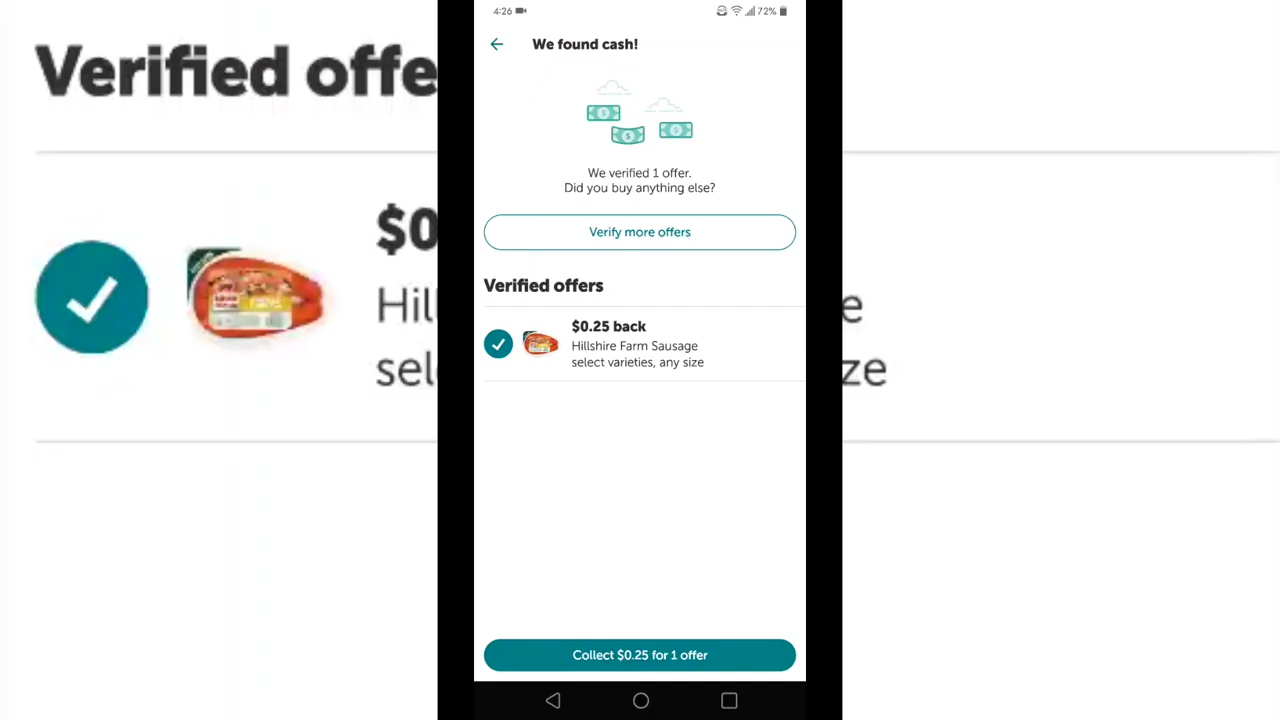 4:26
72%
We found cash!
We verified 1 offer.
Did you buy anything else?
Verify more offers
Verified offers
$0.25 back
Hillshire Farm Sausage
select varieties, any size
Collect $0.25 for 1 offer
Verified offe
$0
Hil
e
sel
ze